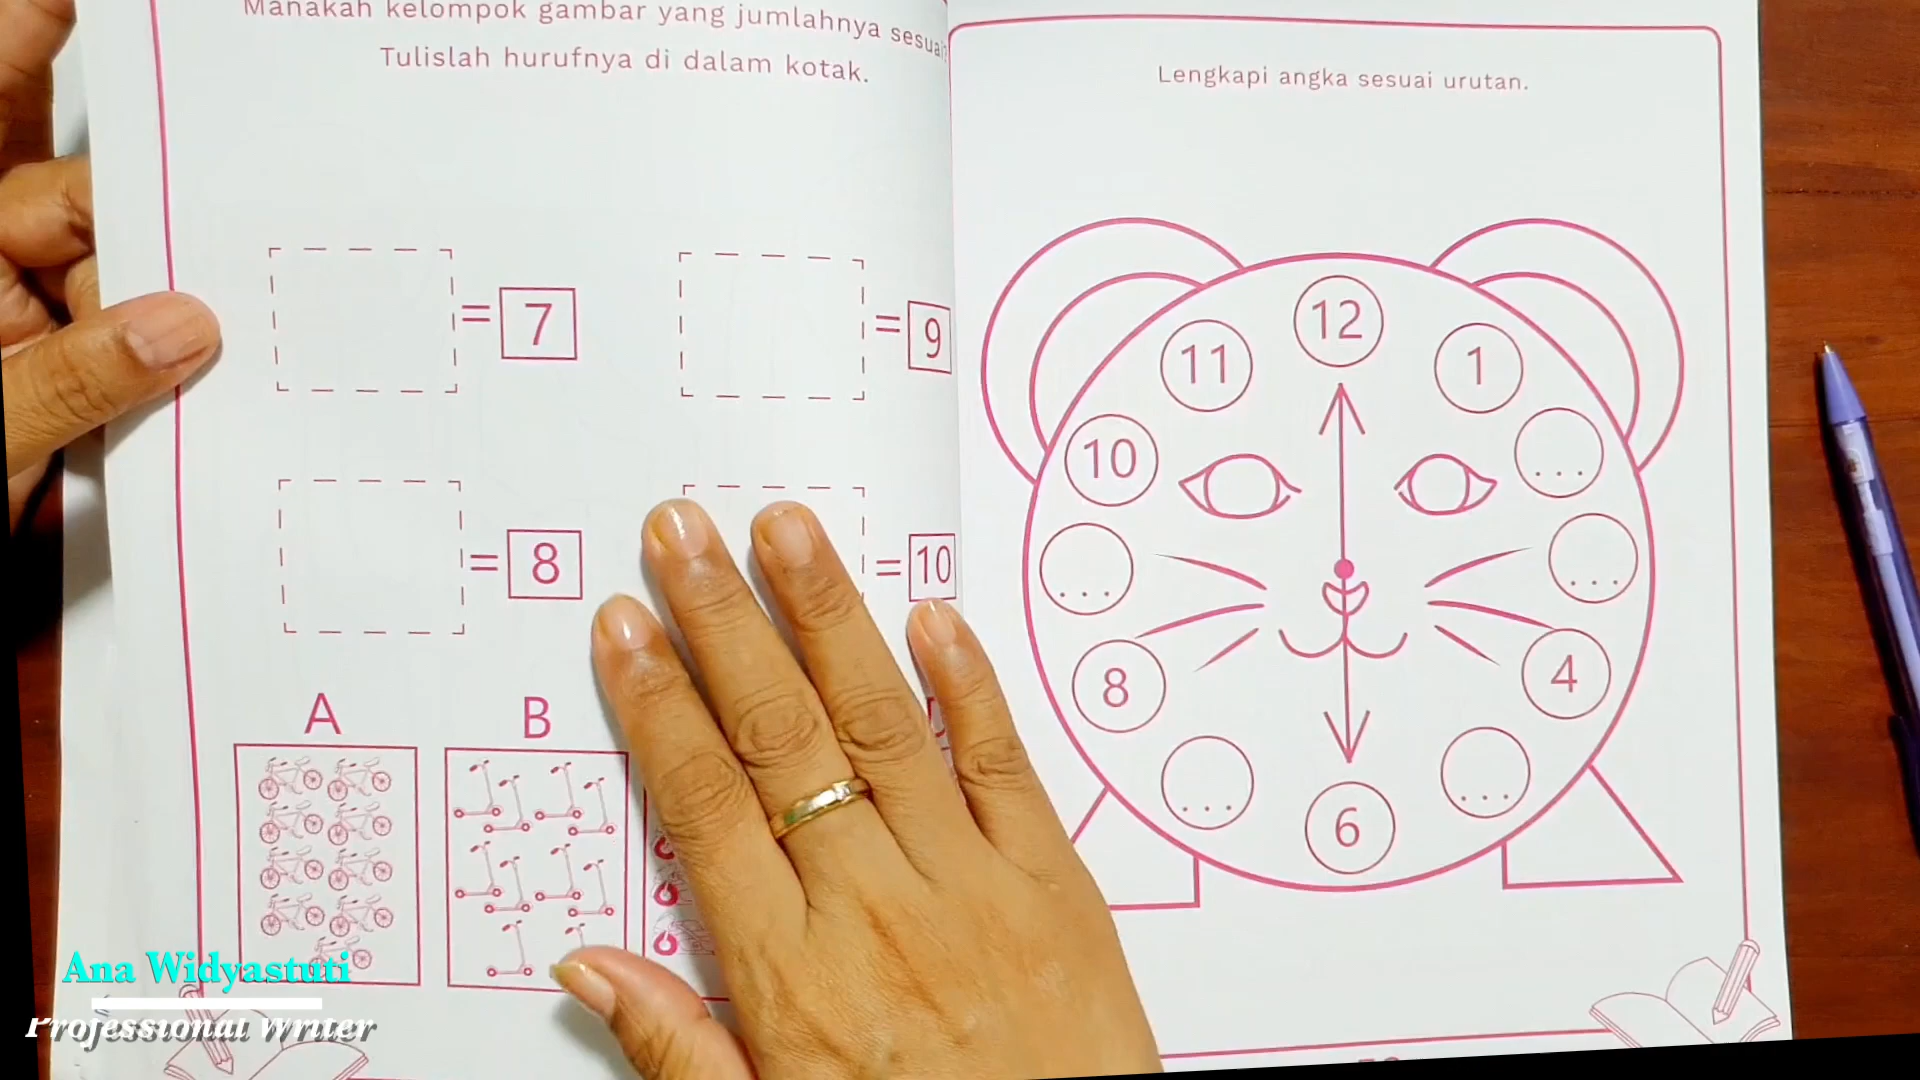 Manakah kelompok gambar yang jumlahnya sesuai?
Tulislah hurufnya di dalam kotak.
= 7
= 9
= 8
= 10
A
B
Lengkapi angka sesuai urutan.
12
11
1
10
...
...
...
8
4
...
...
6
Ana Widyastuti
Professional Writer